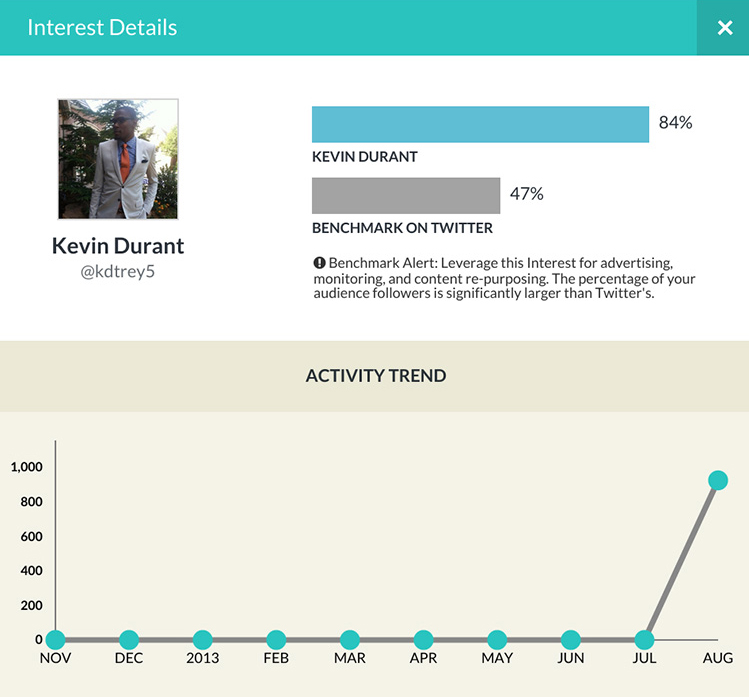 Interest Details
×
84%
KEVIN DURANT
47%
BENCHMARK ON TWITTER
Kevin Durant
@kdtrey5
! Benchmark Alert: Leverage this Interest for advertising,
monitoring, and content re-purposing. The percentage of your
audience followers is significantly larger than Twitter's.
ACTIVITY TREND
1,000
800
600
400
200
0
NOV DEC 2013 FEB MAR APR MAY JUN JUL AUG